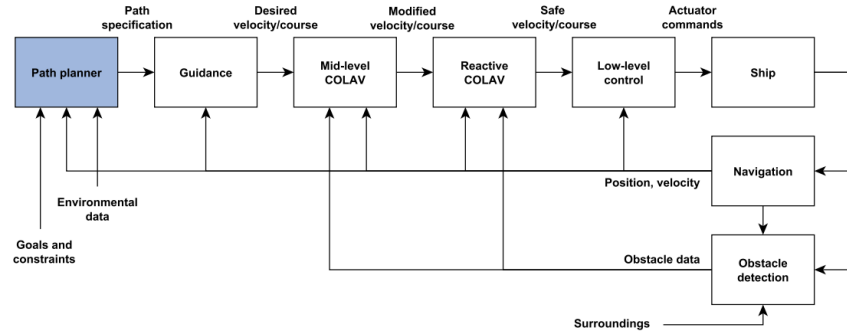 Path
specification
Desired
velocity/course
Modified
velocity/course
Safe
velocity/course
Actuator
commands
Path planner
Guidance
Mid-level
COLAV
Reactive
COLAV
Low-level
control
Ship
Navigation
Position, velocity
Environmental
data
Goals and
constraints
Obstacle data
Obstacle
detection
Surroundings